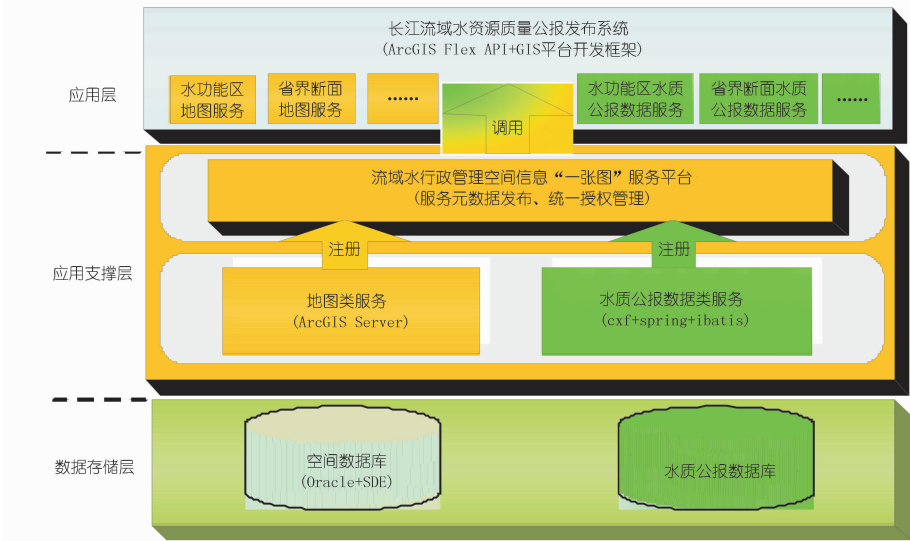 长江流域水资源质量公报发布系统
(ArcGIS Flex API+GIS平台开发框架)
应用层
水功能区
地图服务
省界断面
地图服务
......
调用
水功能区水质
公报数据服务
省界断面水质
公报数据服务
......
流域水行政管理空间信息“一张图”服务平台
(服务元数据发布、统一授权管理)
应用支撑层
注册
注册
地图类服务
(ArcGIS Server)
水质公报数据类服务
(cxf+spring+ibatis)
数据存储层
空间数据库
(Oracle+SDE)
水质公报数据库